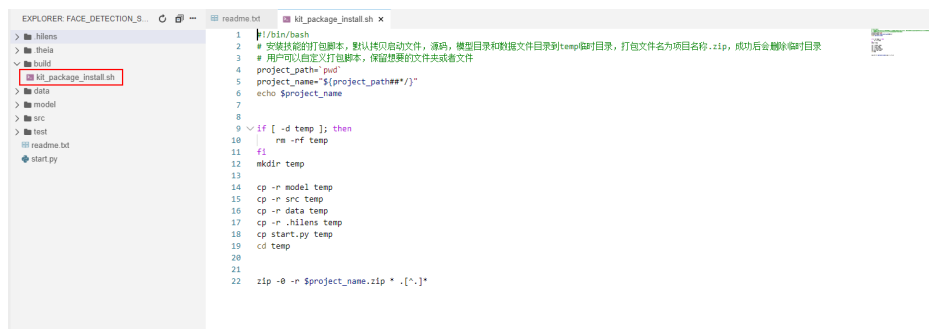 EXPLORER: FACE_DETECTION_S...
.hilens
.theia
build
kit_package_install.sh
data
model
src
test
readme.txt
start.py
readme.txt
kit_package_install.sh ×
1 #!/bin/bash
2 # 安装技能的打包脚本，默认拷贝启动文件，源码，模型目录和数据文件目录到temp临时目录，打包文件名为项目名称.zip，成功后会删除临时目录
3 # 用户可以自定义打包脚本，保留想要的文件夹或者文件
4 project_path=`pwd`
5 project_name="${project_path##*/}"
6 echo $project_name
7
8
9 if [ -d temp ]; then
10 rm -rf temp
11 fi
12 mkdir temp
13
14 cp -r model temp
15 cp -r src temp
16 cp -r data temp
17 cp -r .hilens temp
18 cp start.py temp
19 cd temp
20
21
22 zip -0 -r $project_name.zip * .[^.]*